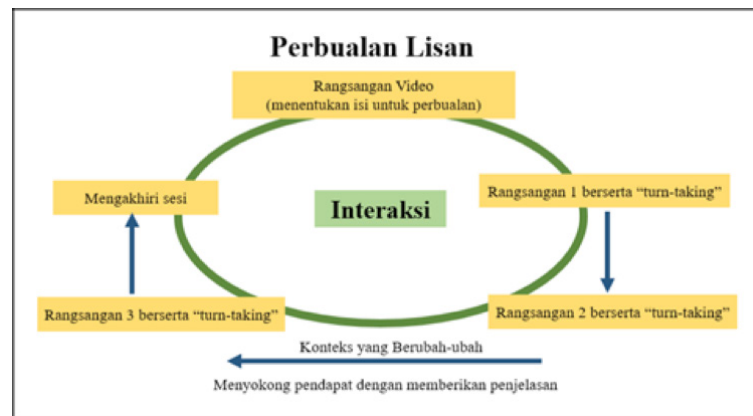 Perbualan Lisan
Rangsangan Video
(menentukan isi untuk perbualan)
Mengakhiri sesi
Interaksi
Rangsangan 1 berserta “turn-taking”
Rangsangan 3 berserta “turn-taking”
Rangsangan 2 berserta “turn-taking”
Konteks yang Berubah-ubah
Menyokong pendapat dengan memberikan penjelasan